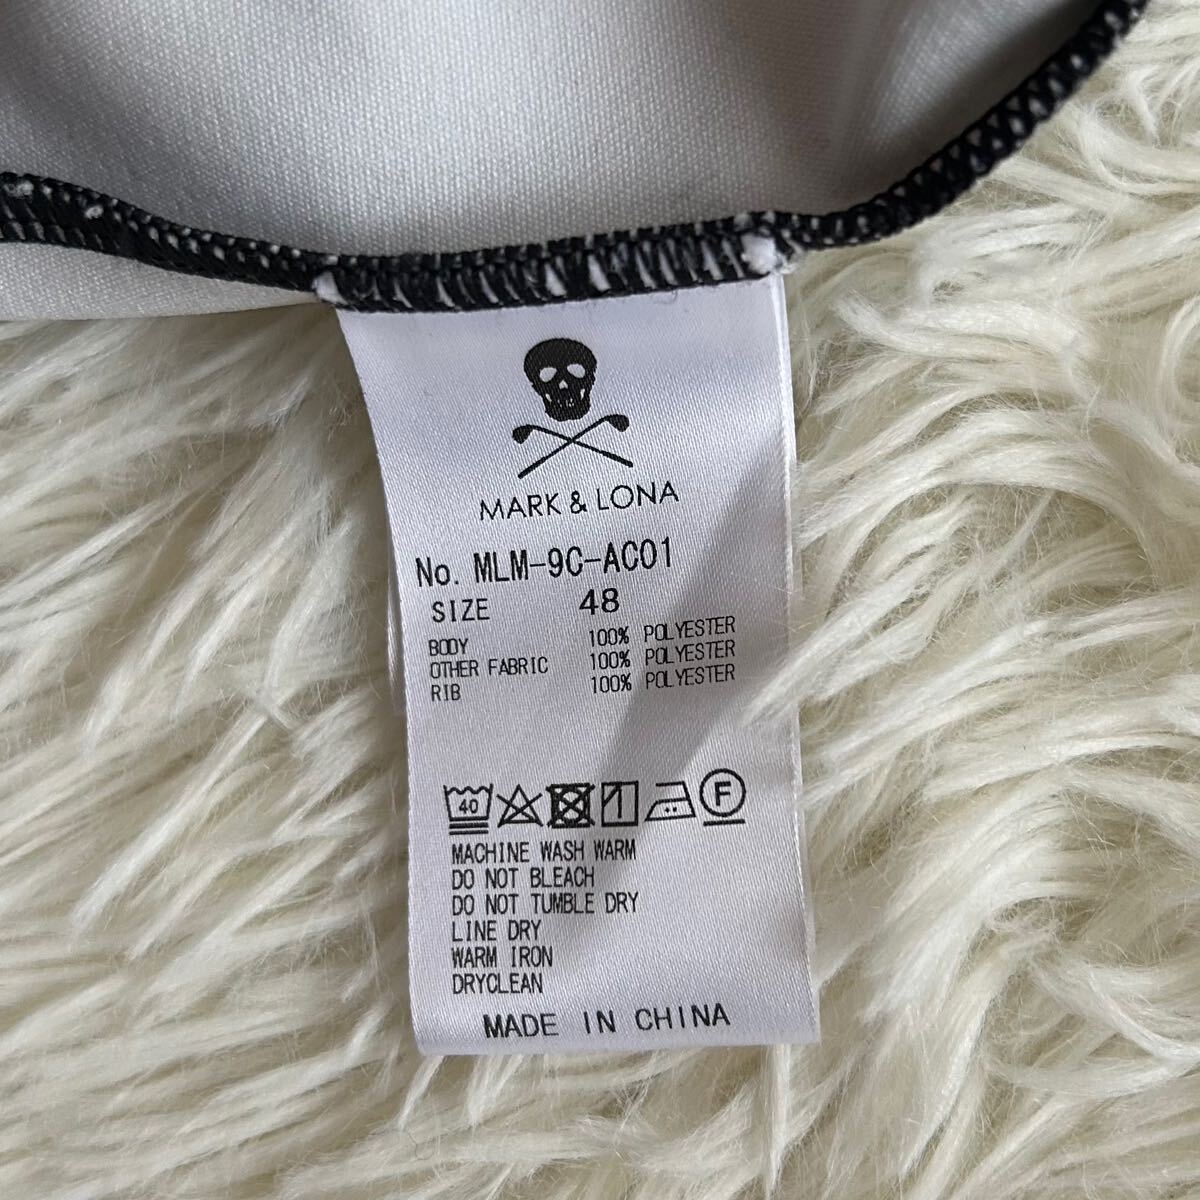 MARK & LONA
No. MLM-9C-AC01
SIZE 48
BODY 100% POLYESTER
OTHER FABRIC 100% POLYESTER
RIB 100% POLYESTER
40 F
MACHINE WASH WARM
DO NOT BLEACH
DO NOT TUMBLE DRY
LINE DRY
WARM IRON
DRYCLEAN
MADE IN CHINA